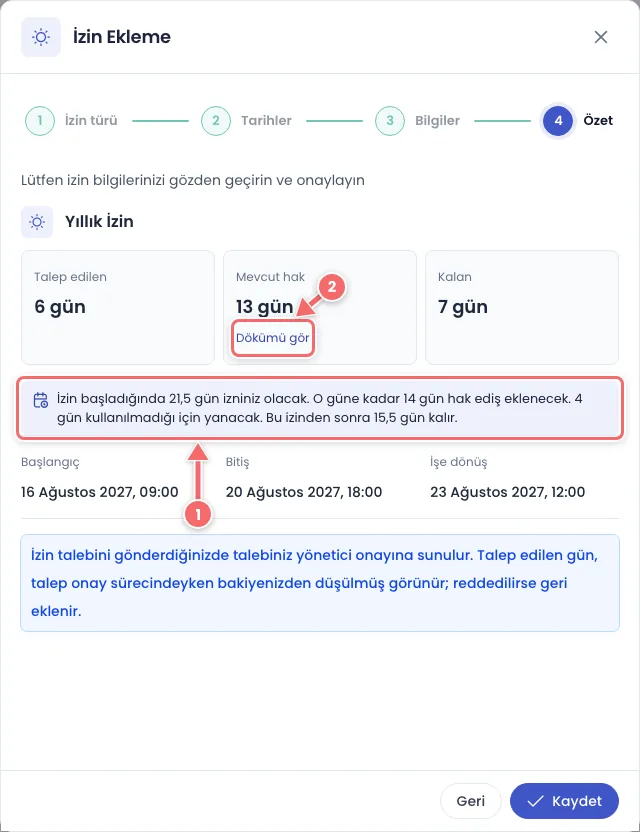 İzin Ekleme
1 İzin türü 2 Tarihler 3 Bilgiler 4 Özet
Lütfen izin bilgilerinizi gözden geçirin ve onaylayın
Yıllık İzin
Talep edilen Mevcut hak Kalan
6 gün 13 gün 7 gün
2
Dökümü gör
İzin başladığında 21,5 gün izniniz olacak. O güne kadar 14 gün hak ediş eklenecek. 4
gün kullanılmadığı için yanacak. Bu izinden sonra 15,5 gün kalır.
Başlangıç Bitiş İşe dönüş
16 Ağustos 2027, 09:00 20 Ağustos 2027, 18:00 23 Ağustos 2027, 12:00
1
İzin talebini gönderdiğinizde talebiniz yönetici onayına sunulur. Talep edilen gün,
talep onay sürecindeyken bakiyenizden düşülmüş görünür; reddedilirse geri
eklenir.
Geri Kaydet